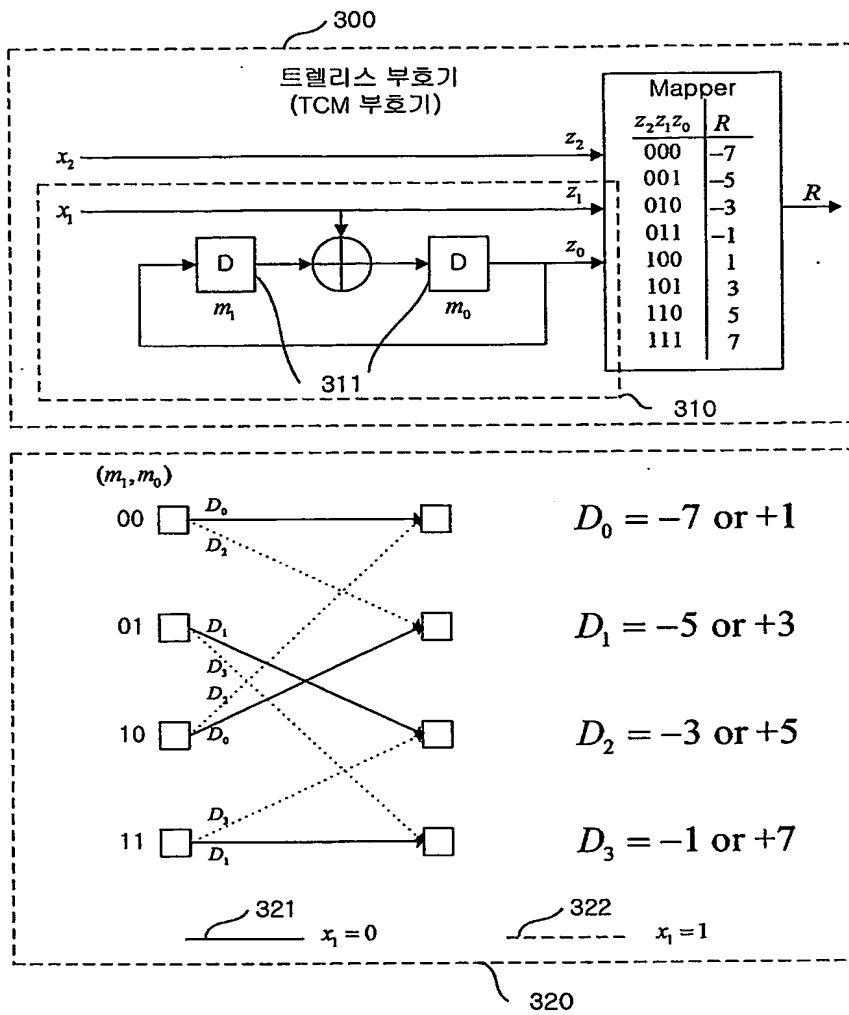 300
트렐리스 부호기
(TCM 부호기)
Mapper
z₂z₁z₀ R
000 -7
001 -5
010 -3
011 -1
100 1
101 3
110 5
111 7
x₂
z₂
x₁
z₁
R
D
D
z₀
m₁
m₀
311
310
(m₁,m₀)
00
D₀
D₂
D₀ = -7 or +1
01
D₁
D₃
D₁ = -5 or +3
D₂
10
D₀
D₂ = -3 or +5
D₃
11
D₁
D₃ = -1 or +7
321
x₁=0
322
x₁=1
320